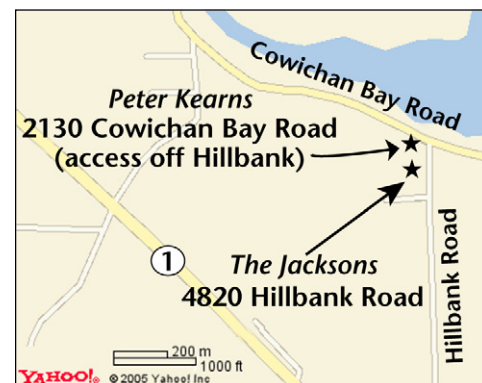 Cowichan Bay Road
Peter Kearns
2130 Cowichan Bay Road
(access off Hillbank)
1
The Jacksons
4820 Hillbank Road
Hillbank Road
200 m
1000 ft
YAHOO!® © 2005 Yahoo! Inc